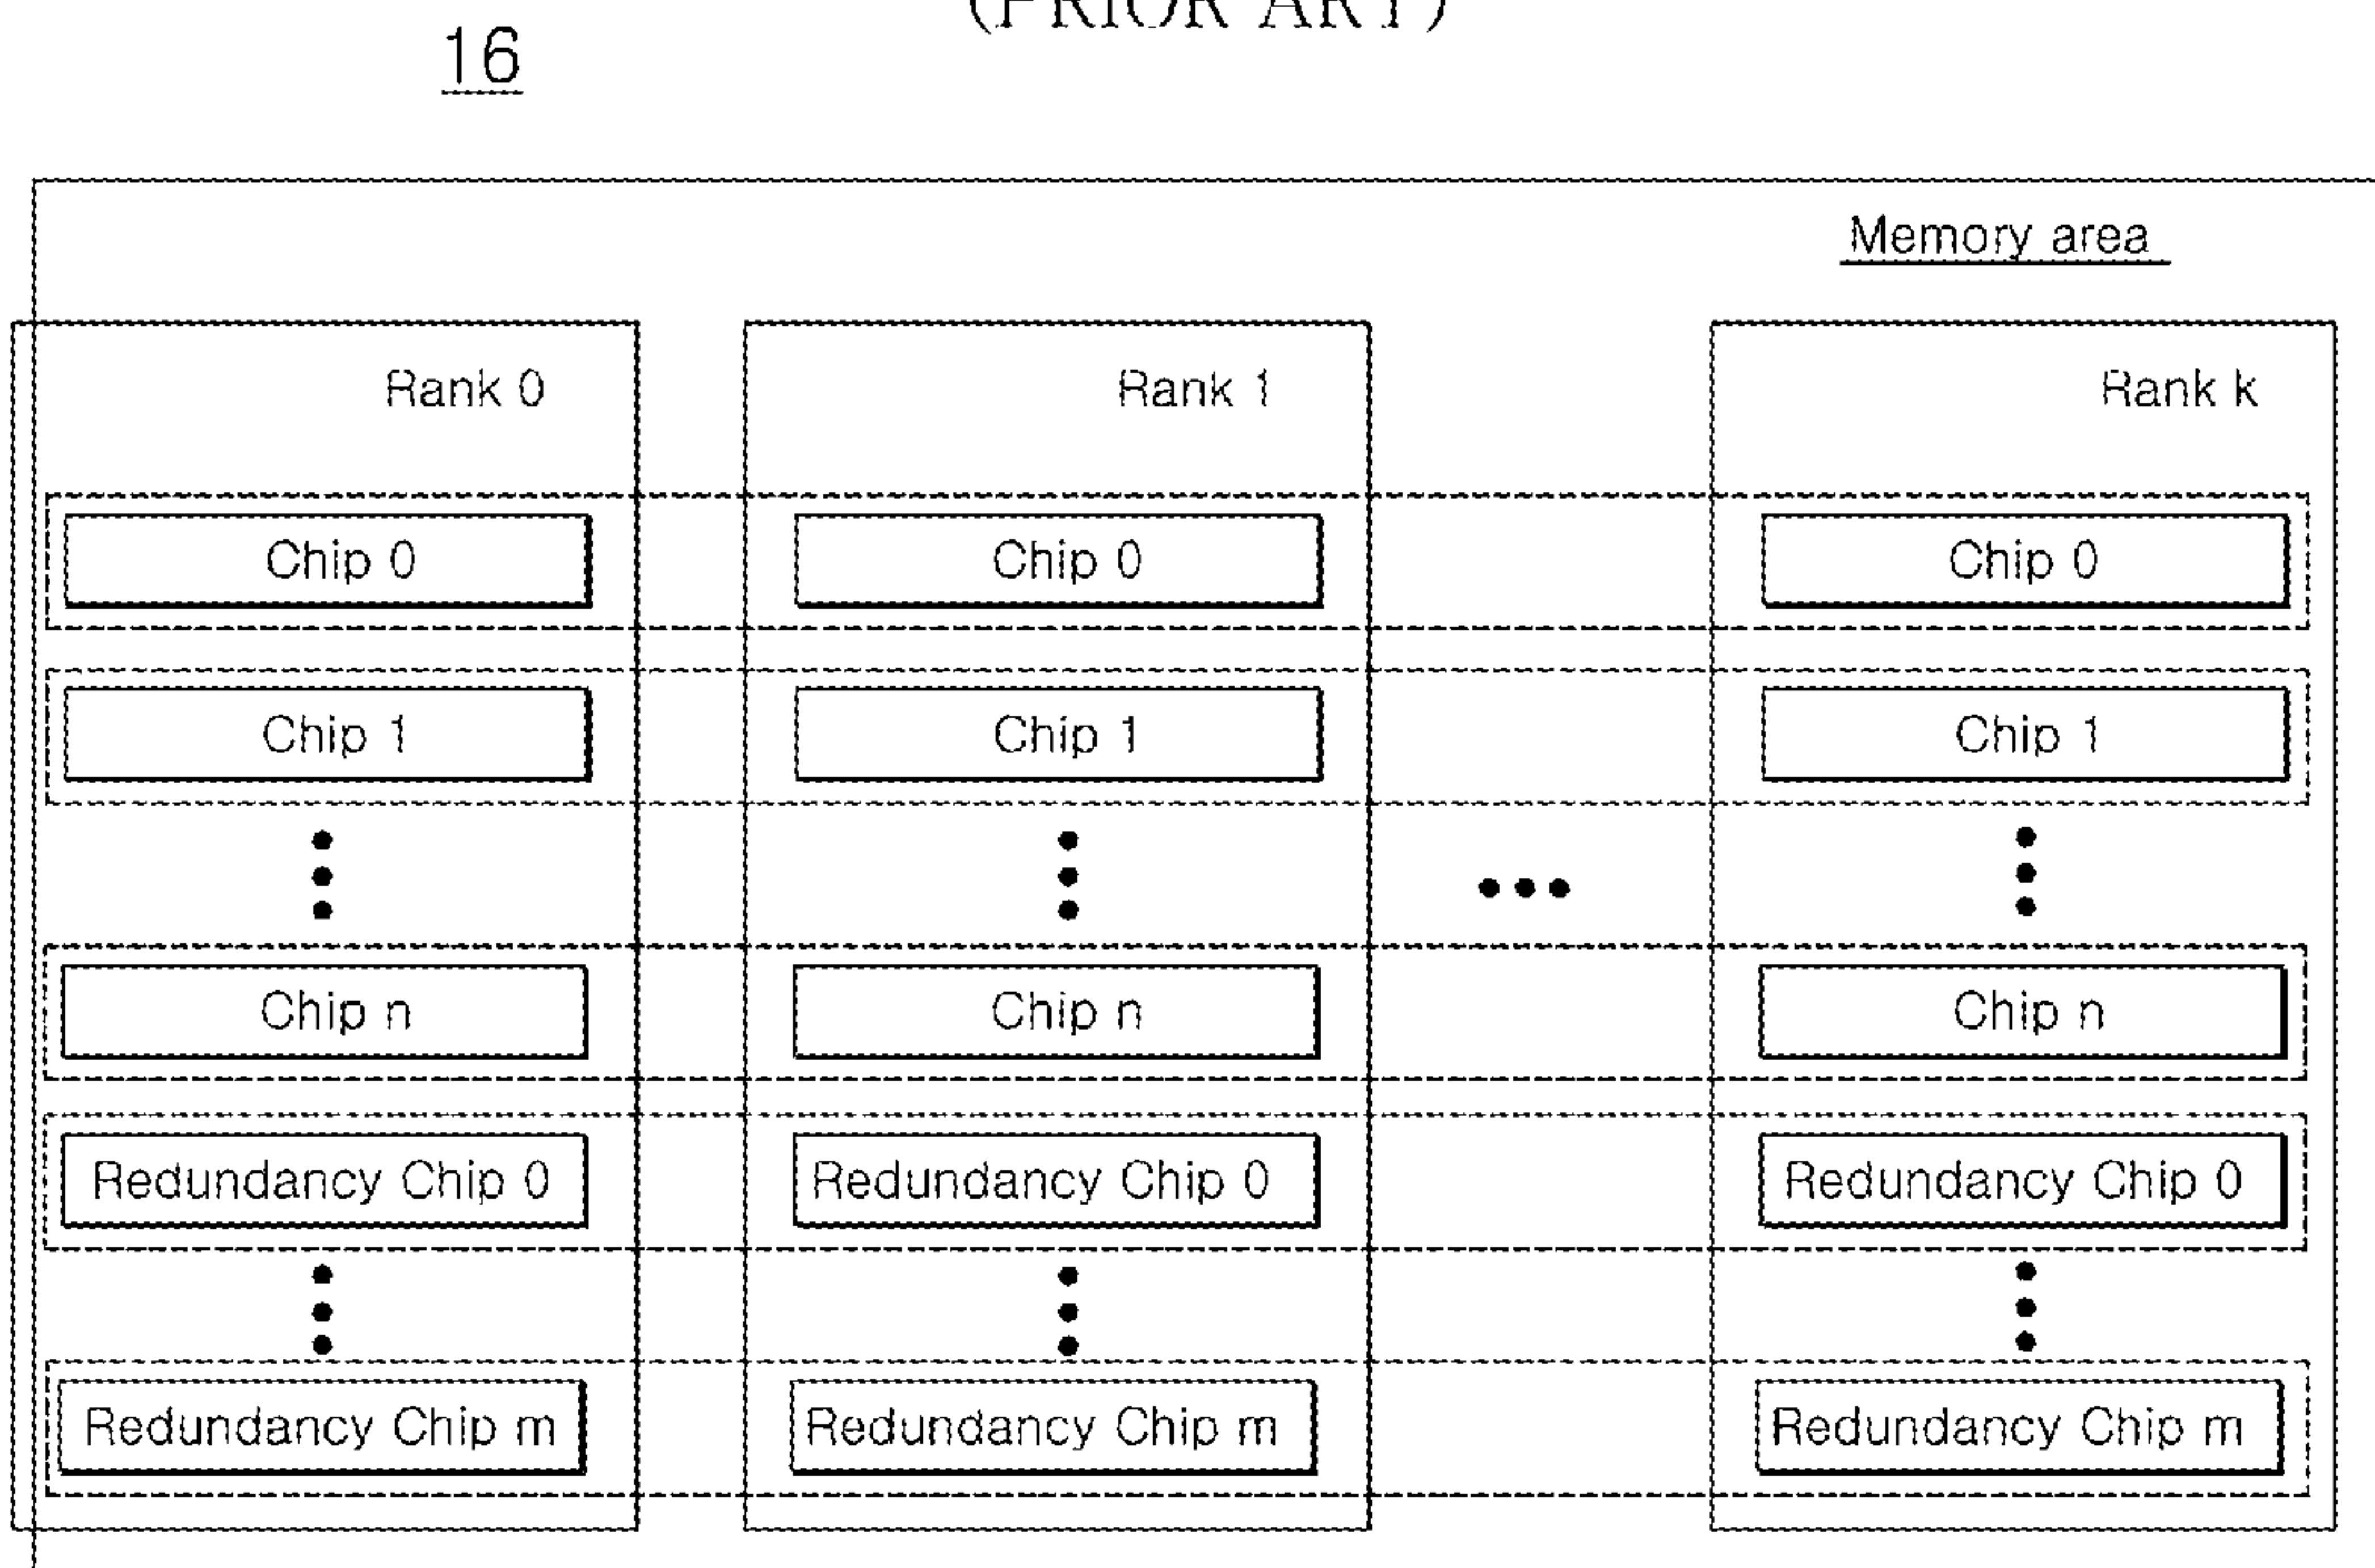 (PRIOR ART)
16
Memory area
Rank 0
Rank 1
Rank k
Chip 0
Chip 0
Chip 0
Chip 1
Chip 1
Chip 1
Chip n
Chip n
Chip n
Redundancy Chip 0
Redundancy Chip 0
Redundancy Chip 0
Redundancy Chip m
Redundancy Chip m
Redundancy Chip m